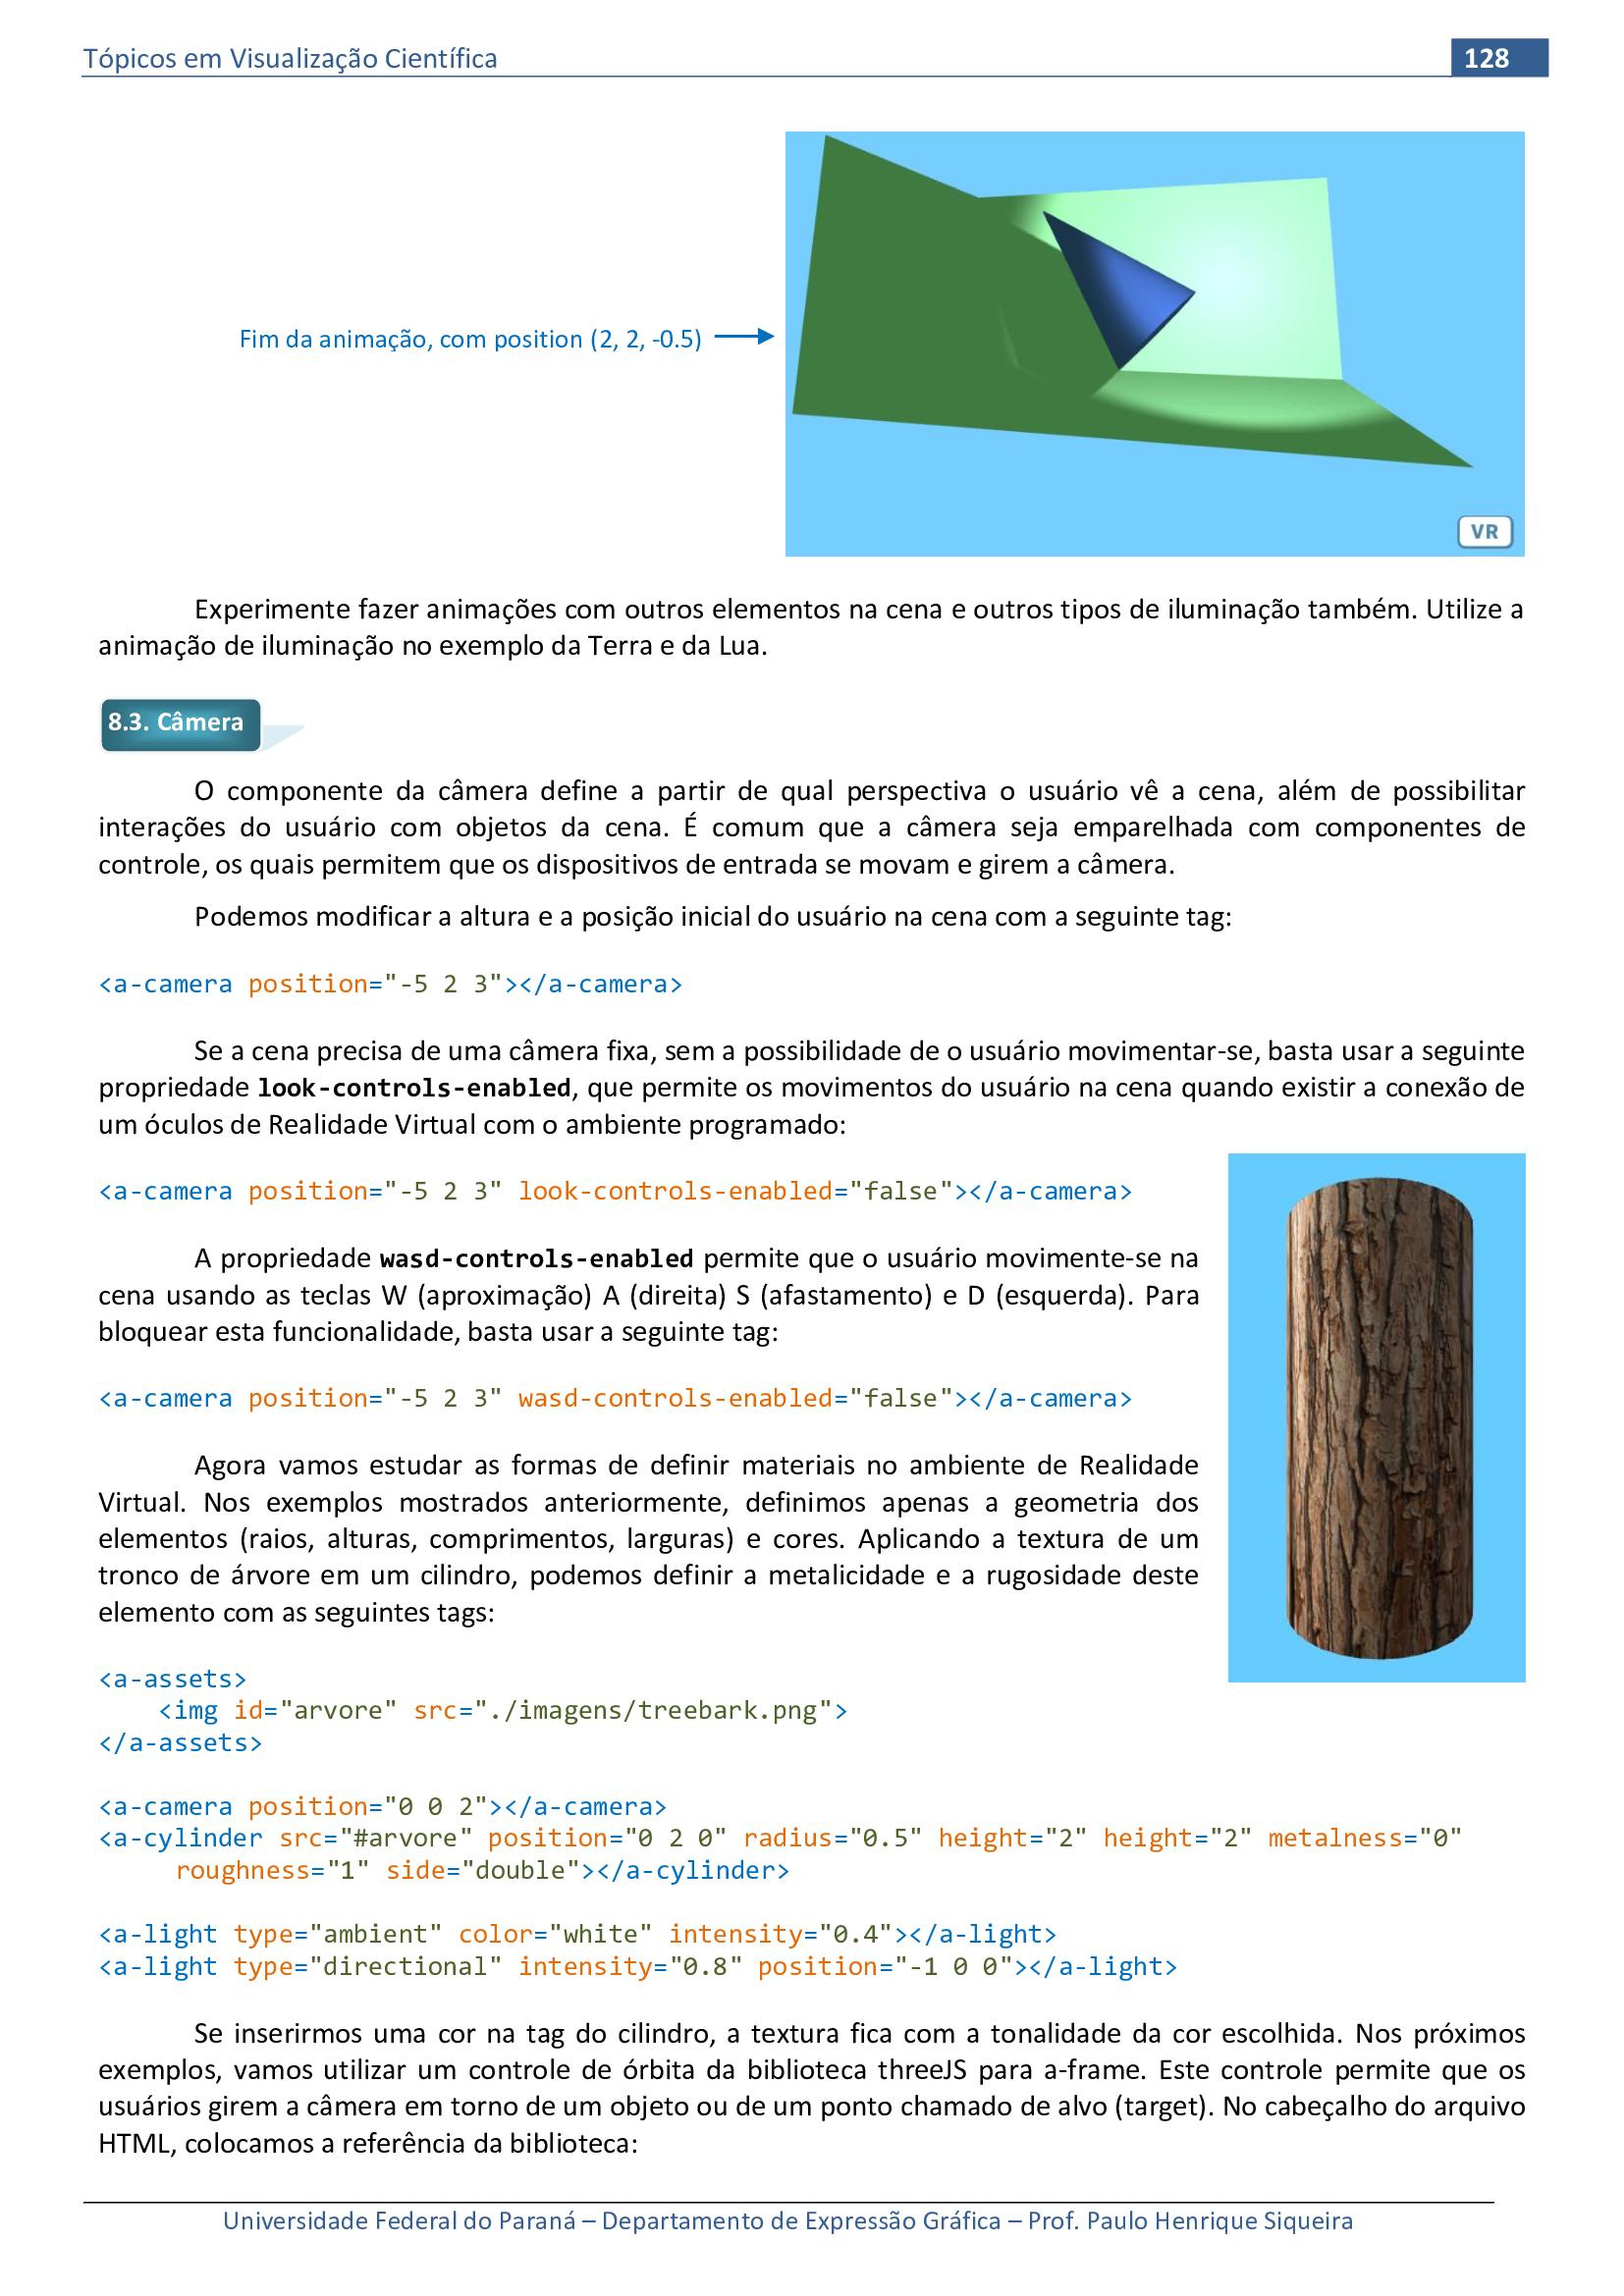 Tópicos em Visualização Científica
128
Fim da animação, com position (2, 2, -0.5)
VR
Experimente fazer animações com outros elementos na cena e outros tipos de iluminação também. Utilize a
animação de iluminação no exemplo da Terra e da Lua.
8.3. Câmera
O componente da câmera define a partir de qual perspectiva o usuário vê a cena, além de possibilitar
interações do usuário com objetos da cena. É comum que a câmera seja emparelhada com componentes de
controle, os quais permitem que os dispositivos de entrada se movam e girem a câmera.
Podemos modificar a altura e a posição inicial do usuário na cena com a seguinte tag:
<a-camera position="-5 2 3"></a-camera>
Se a cena precisa de uma câmera fixa, sem a possibilidade de o usuário movimentar-se, basta usar a seguinte
propriedade look-controls-enabled, que permite os movimentos do usuário na cena quando existir a conexão de
um óculos de Realidade Virtual com o ambiente programado:
<a-camera position="-5 2 3" look-controls-enabled="false"></a-camera>
A propriedade wasd-controls-enabled permite que o usuário movimente-se na
cena usando as teclas W (aproximação) A (direita) S (afastamento) e D (esquerda). Para
bloquear esta funcionalidade, basta usar a seguinte tag:
<a-camera position="-5 2 3" wasd-controls-enabled="false"></a-camera>
Agora vamos estudar as formas de definir materiais no ambiente de Realidade
Virtual. Nos exemplos mostrados anteriormente, definimos apenas a geometria dos
elementos (raios, alturas, comprimentos, larguras) e cores. Aplicando a textura de um
tronco de árvore em um cilindro, podemos definir a metalicidade e a rugosidade deste
elemento com as seguintes tags:
<a-assets>
<img id="arvore" src="./imagens/treebark.png">
</a-assets>
<a-camera position="0 0 2"></a-camera>
<a-cylinder src="#arvore" position="0 2 0" radius="0.5" height="2" height="2" metalness="0"
roughness="1" side="double"></a-cylinder>
<a-light type="ambient" color="white" intensity="0.4"></a-light>
<a-light type="directional" intensity="0.8" position="-1 0 0"></a-light>
Se inserirmos uma cor na tag do cilindro, a textura fica com a tonalidade da cor escolhida. Nos próximos
exemplos, vamos utilizar um controle de órbita da biblioteca threeJS para a-frame. Este controle permite que os
usuários girem a câmera em torno de um objeto ou de um ponto chamado de alvo (target). No cabeçalho do arquivo
HTML, colocamos a referência da biblioteca:
Universidade Federal do Paraná – Departamento de Expressão Gráfica – Prof. Paulo Henrique Siqueira